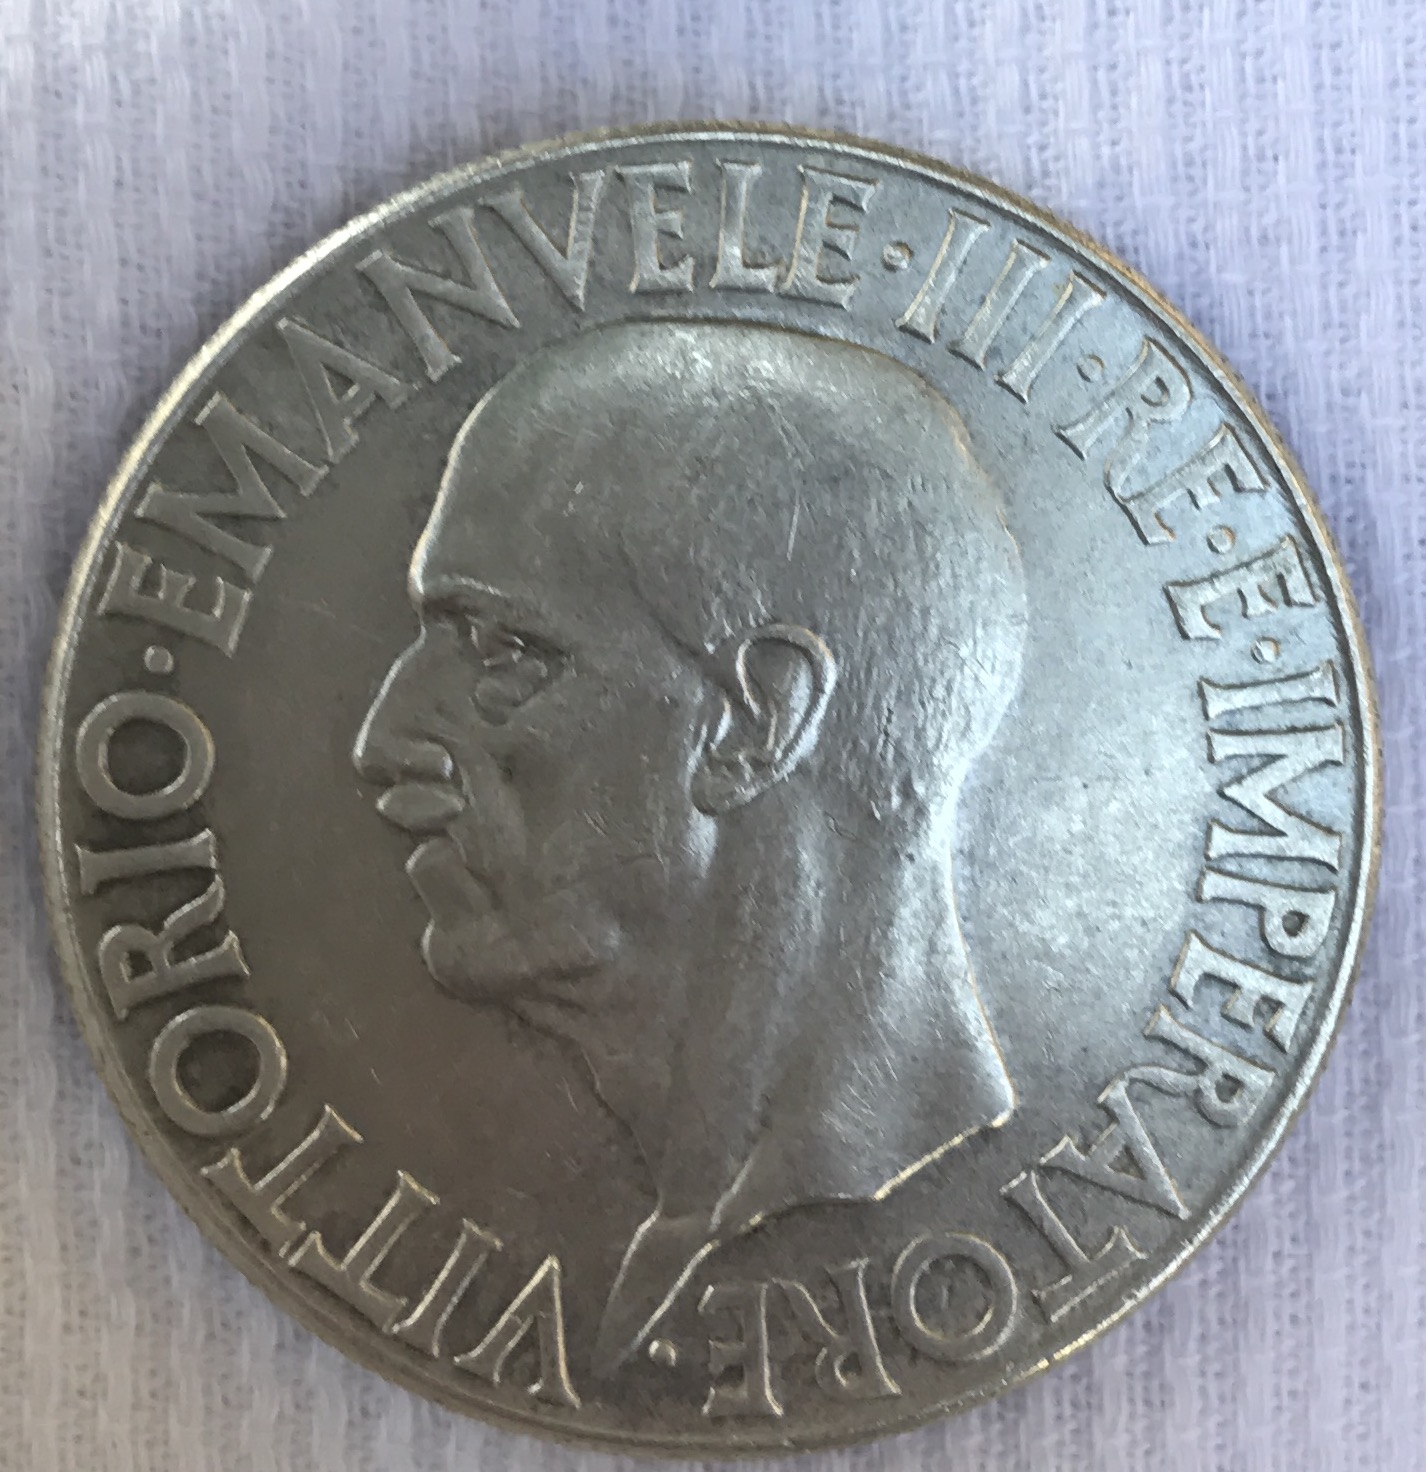 VITTORIO · EMANVELE · III · RE · E · IMPERATORE ·